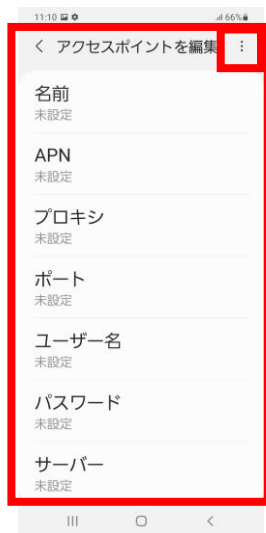 11:10 66%
アクセスポイントを編集
名前
未設定
APN
未設定
プロキシ
未設定
ポート
未設定
ユーザー名
未設定
パスワード
未設定
サーバー
未設定